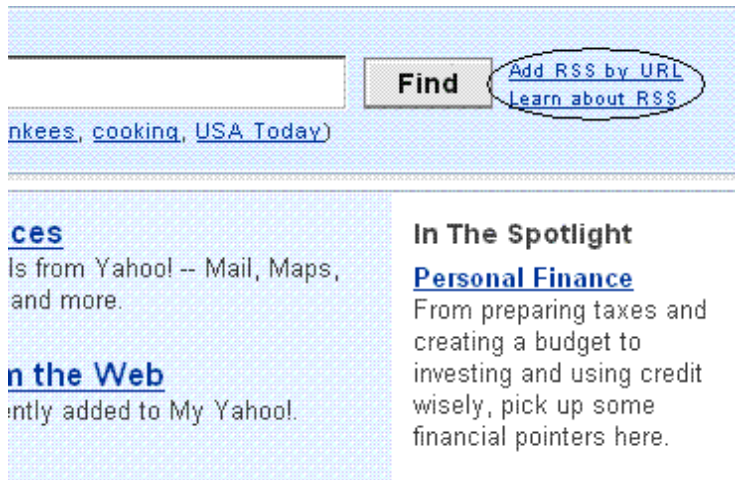 Find
Add RSS by URL
Learn about RSS
nkees, cooking, USA Today)
ces
ls from Yahoo! -- Mail, Maps,
and more.
m the Web
ently added to My Yahoo!.
In The Spotlight
Personal Finance
From preparing taxes and
creating a budget to
investing and using credit
wisely, pick up some
financial pointers here.